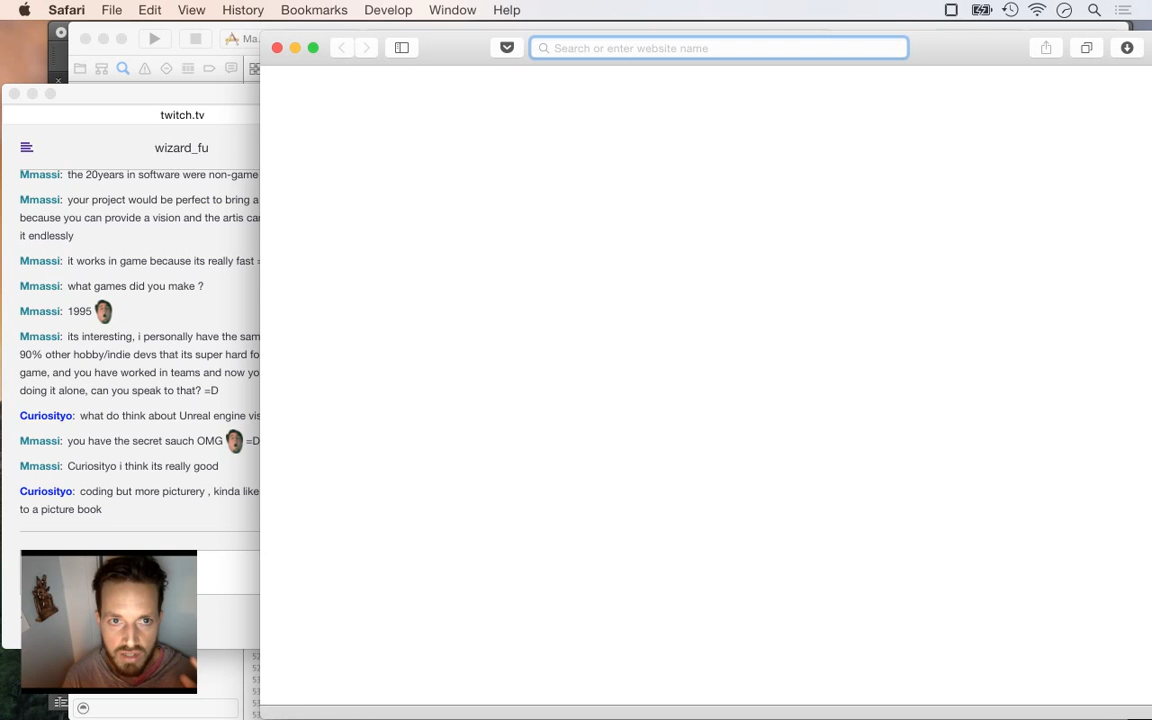 Safari File Edit View History Bookmarks Develop Window Help
Ma.
Search or enter website name
twitch.tv
wizard_fu
Mmassi: the 20years in software were non-game
Mmassi: your project would be perfect to bring a
because you can provide a vision and the artis ca
it endlessly
Mmassi: it works in game because its really fast =
Mmassi: what games did you make ?
Mmassi: 1995
Mmassi: its interesting, i personally have the sam
90% other hobby/indie devs that its super hard fo
game, and you have worked in teams and now yo
doing it alone, can you speak to that? =D
Curiosityo: what do think about Unreal engine vis
Mmassi: you have the secret sauch OMG =D
Mmassi: Curiosityo i think its really good
Curiosityo: coding but more picturery , kinda like
to a picture book